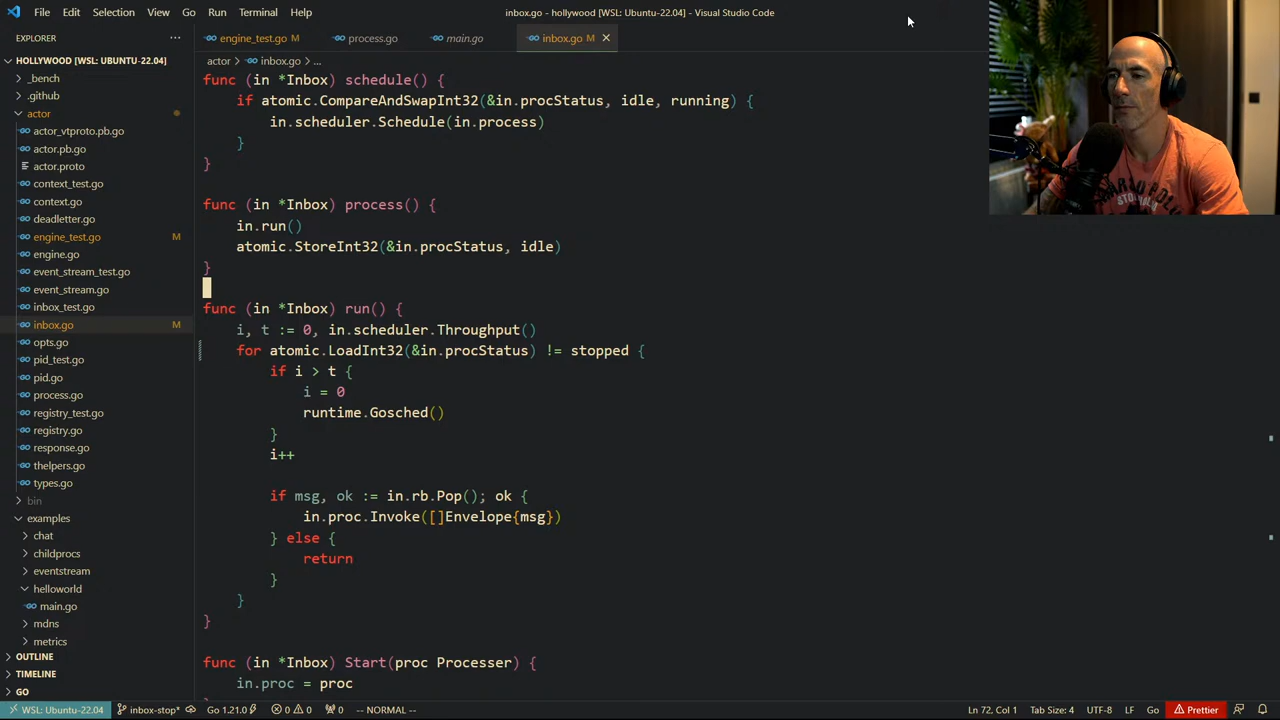 File Edit Selection View Go Run Terminal Help
inbox.go - hollywood [WSL: Ubuntu-22.04] - Visual Studio Code
EXPLORER
HOLLYWOOD [WSL: UBUNTU-22.04]
_bench
.github
actor
actor_vtproto.pb.go
actor.pb.go
actor.proto
context_test.go
context.go
deadletter.go
engine_test.go M
engine.go
event_stream_test.go
event_stream.go
inbox_test.go
inbox.go M
opts.go
pid_test.go
pid.go
process.go
registry_test.go
registry.go
response.go
thelpers.go
types.go
bin
examples
chat
childprocs
eventstream
helloworld
main.go
mdns
metrics
OUTLINE
TIMELINE
GO
engine_test.go M process.go main.go inbox.go M
actor > inbox.go > ...
func (in *Inbox) schedule() {
if atomic.CompareAndSwapInt32(&in.procStatus, idle, running) {
in.scheduler.Schedule(in.process)
}
}
func (in *Inbox) process() {
in.run()
atomic.StoreInt32(&in.procStatus, idle)
}
func (in *Inbox) run() {
i, t := 0, in.scheduler.Throughput()
for atomic.LoadInt32(&in.procStatus) != stopped {
if i > t {
i = 0
runtime.Gosched()
}
i++
if msg, ok := in.rb.Pop(); ok {
in.proc.Invoke([]Envelope{msg})
} else {
return
}
}
}
func (in *Inbox) Start(proc Processer) {
in.proc = proc
WSL: Ubuntu-22.04 inbox-stop* Go 1.21.0 0 0 0 -- NORMAL -- Ln 72, Col 1 Tab Size: 4 UTF-8 LF Go Prettier